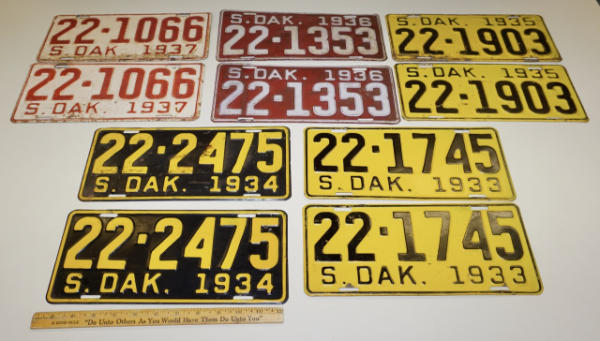 22·1066
S. DAK. 1937
S. DAK. 1936
22·1353
S. DAK. 1935
22·1903
22·1066
S. DAK. 1937
S. DAK. 1936
22·1353
S. DAK. 1935
22·1903
22·2475
S. DAK. 1934
22·1745
S. DAK. 1933
22·2475
S. DAK. 1934
22·1745
S. DAK. 1933
"Do Unto Others As You Would Have Them Do Unto You"